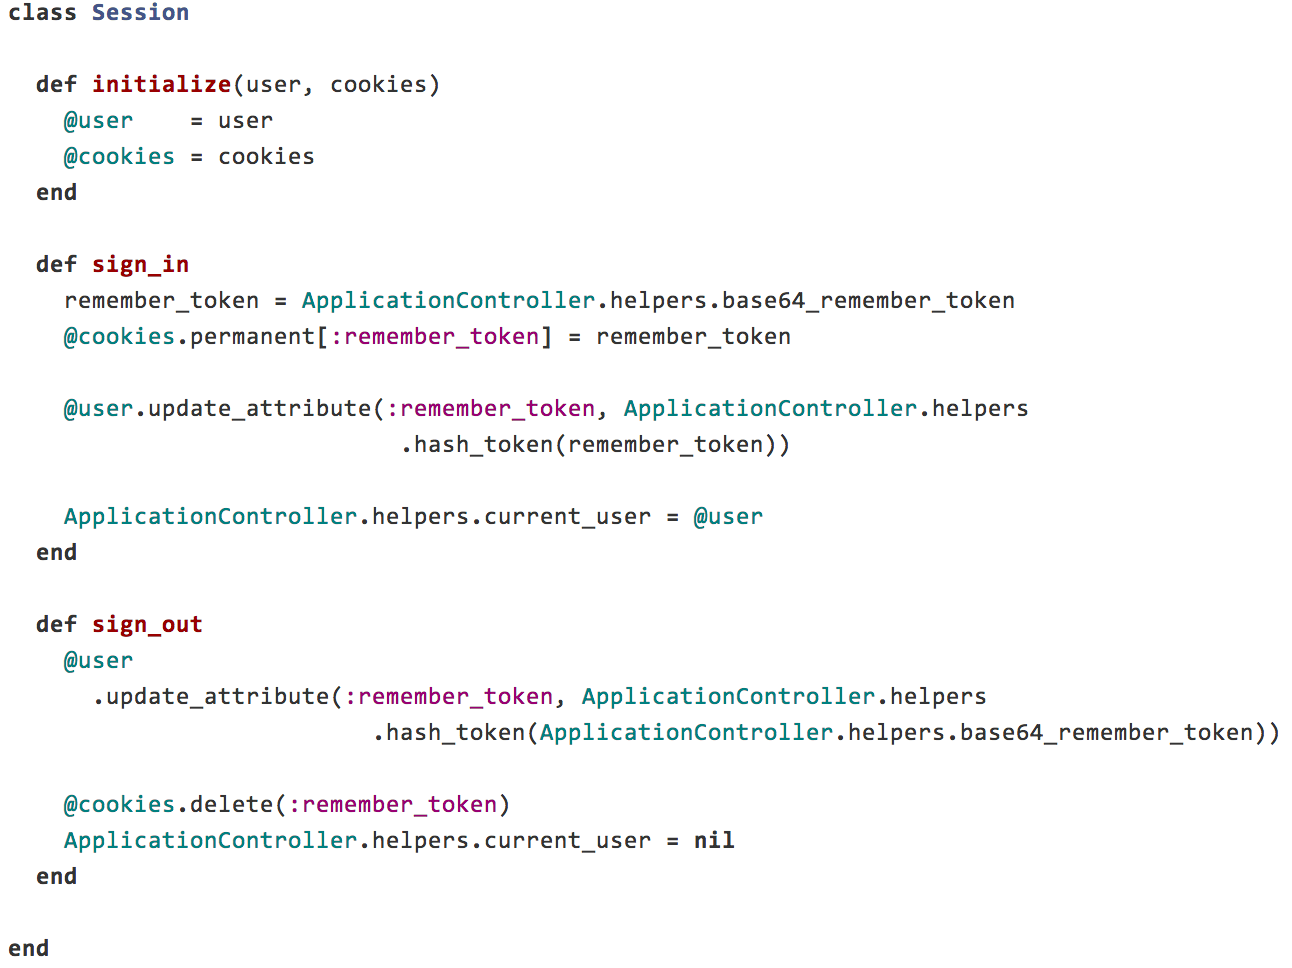 class Session

  def initialize(user, cookies)
    @user    = user
    @cookies = cookies
  end

  def sign_in
    remember_token = ApplicationController.helpers.base64_remember_token
    @cookies.permanent[:remember_token] = remember_token

    @user.update_attribute(:remember_token, ApplicationController.helpers
                            .hash_token(remember_token))

    ApplicationController.helpers.current_user = @user
  end

  def sign_out
    @user
      .update_attribute(:remember_token, ApplicationController.helpers
                          .hash_token(ApplicationController.helpers.base64_remember_token))

    @cookies.delete(:remember_token)
    ApplicationController.helpers.current_user = nil
  end

end